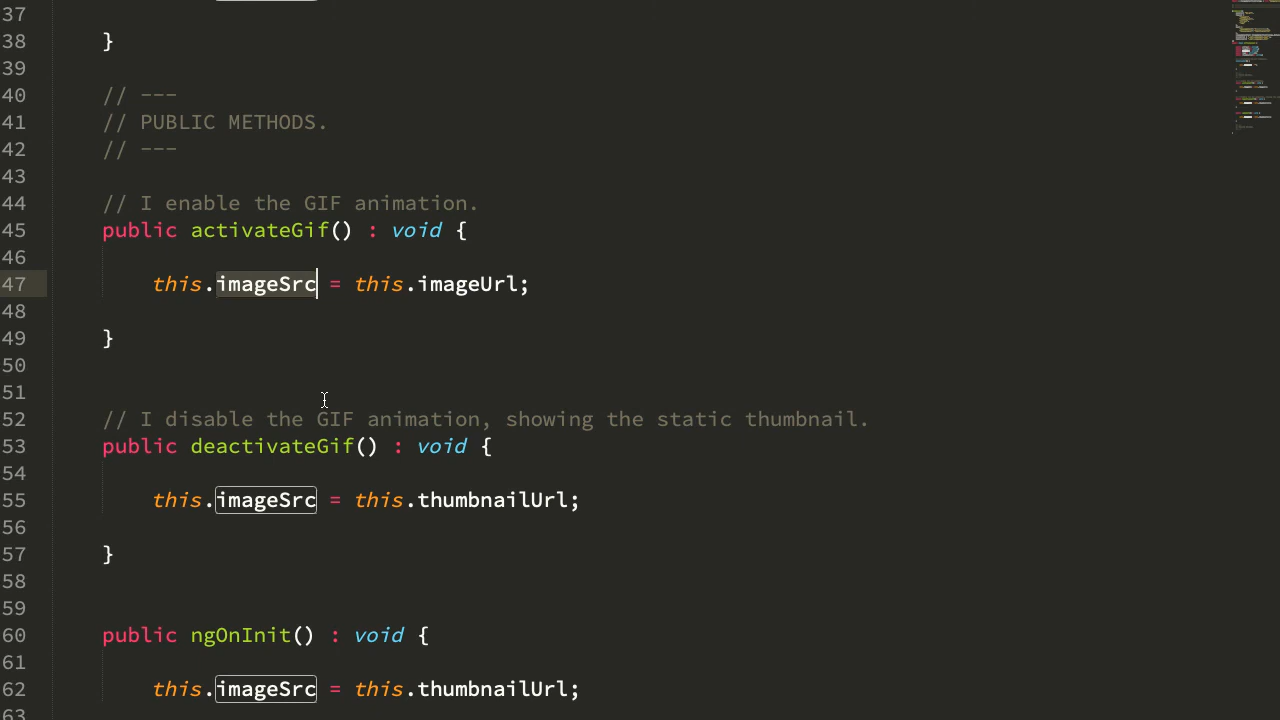 37
38 }
39
40 // ---
41 // PUBLIC METHODS.
42 // ---
43
44 // I enable the GIF animation.
45 public activateGif() : void {
46
47 this.imageSrc = this.imageUrl;
48
49 }
50
51
52 // I disable the GIF animation, showing the static thumbnail.
53 public deactivateGif() : void {
54
55 this.imageSrc = this.thumbnailUrl;
56
57 }
58
59
60 public ngOnInit() : void {
61
62 this.imageSrc = this.thumbnailUrl;
63